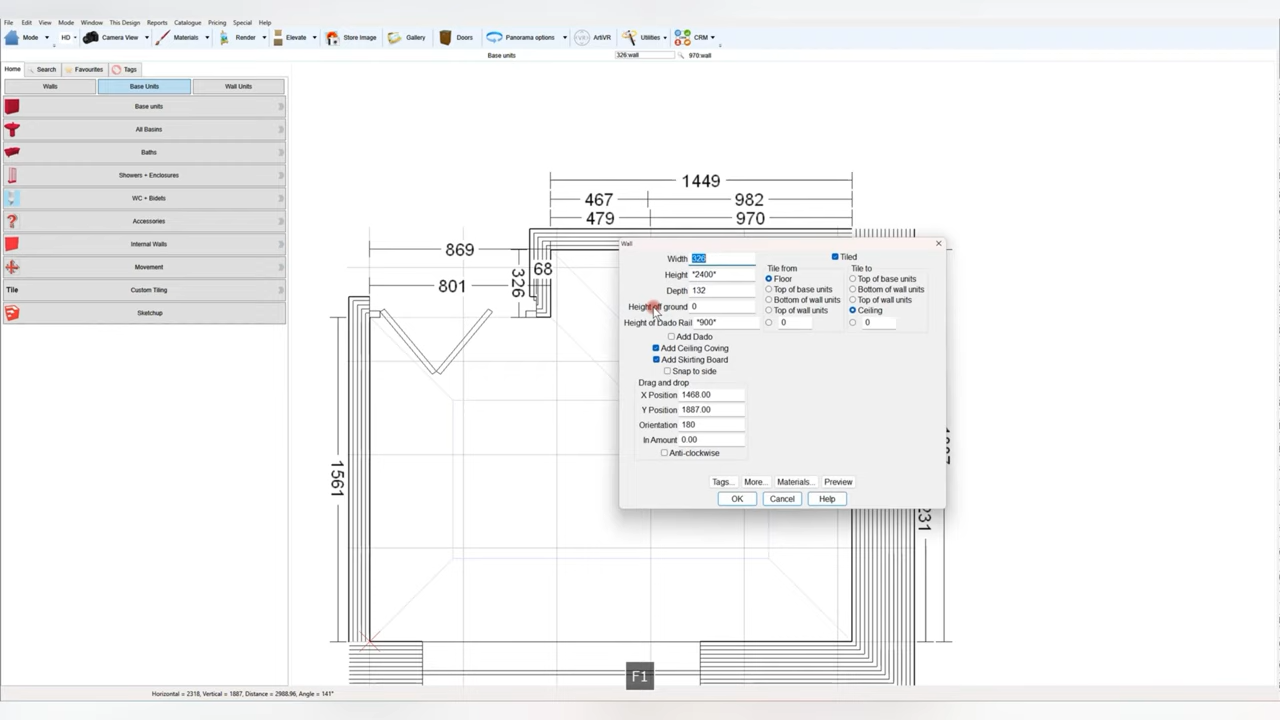 File Edit View Mode Window This Design Reports Catalogue Pricing Special Help
Mode HD Camera View Materials Render Elevate Store Image Gallery Doors Panorama options ArtiVR Utilities CRM
Base units 326:wall 970:wall
Home Search Favourites Tags
Walls Base Units Wall Units
Base units
All Basins
Baths
Showers + Enclosures
WC + Bidets
Accessories
Internal Walls
Movement
Tile Custom Tiling
Sketchup
1449
467 982
479 970
869
68
326
801
1561
231
Wall
Width 326
Height *2400*
Depth 132
Height off ground 0
Height of Dado Rail *900*
Add Dado
Add Ceiling Coving
Add Skirting Board
Snap to side
Drag and drop
X Position 1468.00
Y Position 1887.00
Orientation 180
In Amount 0.00
Anti-clockwise
Tiled
Tile from
Floor
Top of base units
Bottom of wall units
Top of wall units
0
Tile to
Top of base units
Bottom of wall units
Top of wall units
Ceiling
0
Tags... More... Materials... Preview
OK Cancel Help
F1
Horizontal = 2318, Vertical = 1887, Distance = 2988.96, Angle = 141°